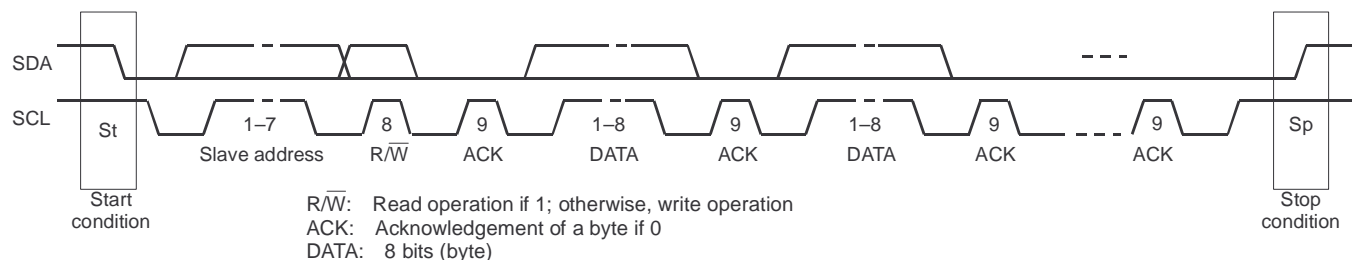 SDA
SCL
St 1–7 8 9 1–8 9 1–8 9 9 Sp
Slave address R/W̅ ACK DATA ACK DATA ACK ACK
Start condition
Stop condition
R/W̅: Read operation if 1; otherwise, write operation
ACK: Acknowledgement of a byte if 0
DATA: 8 bits (byte)